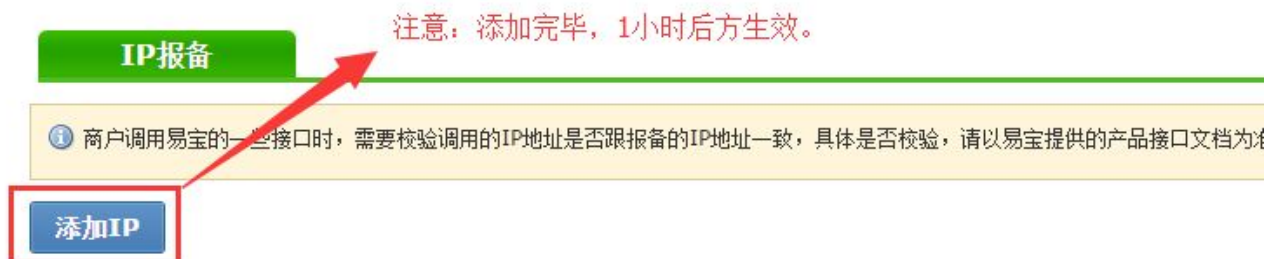 注意：添加完毕，1小时后方生效。
IP报备
商户调用易宝的一些接口时，需要校验调用的IP地址是否跟报备的IP地址一致，具体是否校验，请以易宝提供的产品接口文档为准
添加IP